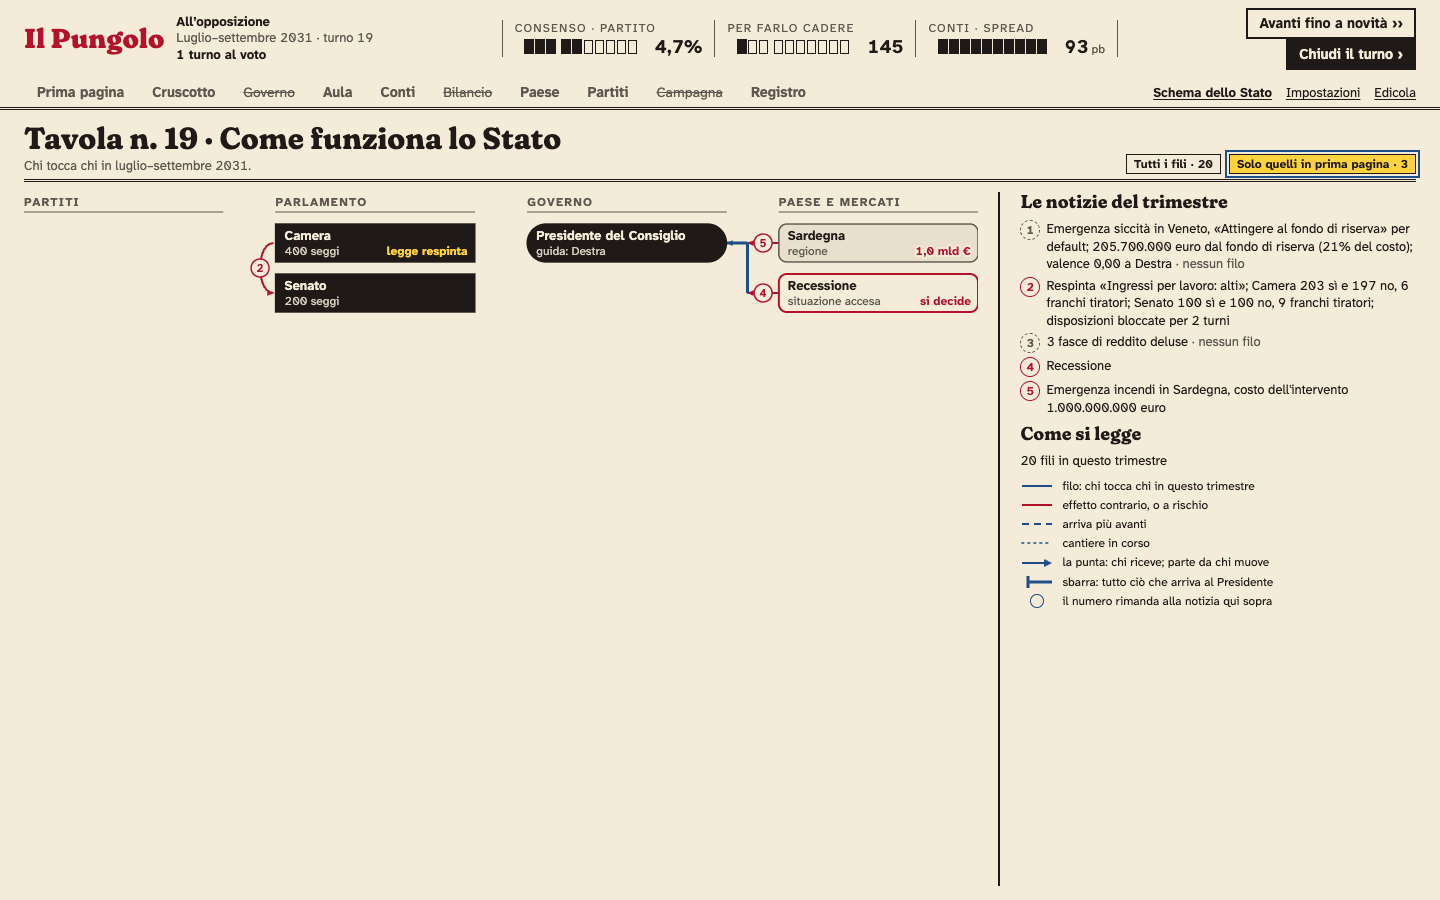 Il Pungolo
All'opposizione
Luglio–settembre 2031 · turno 19
1 turno al voto
CONSENSO · PARTITO
4,7%
PER FARLO CADERE
145
CONTI · SPREAD
93 pb
Avanti fino a novità ››
Chiudi il turno ›
Prima pagina Cruscotto Governo Aula Conti Bilancio Paese Partiti Campagna Registro
Schema dello Stato Impostazioni Edicola
Tavola n. 19 · Come funziona lo Stato
Chi tocca chi in luglio–settembre 2031.
Tutti i fili · 20
Solo quelli in prima pagina · 3
PARTITI
PARLAMENTO
GOVERNO
PAESE E MERCATI
Camera
400 seggi legge respinta
2
Senato
200 seggi
Presidente del Consiglio
guida: Destra
5
Sardegna
regione 1,0 mld €
4
Recessione
situazione accesa si decide
Le notizie del trimestre
1 Emergenza siccità in Veneto, «Attingere al fondo di riserva» per
default; 205.700.000 euro dal fondo di riserva (21% del costo);
valence 0,00 a Destra · nessun filo
2 Respinta «Ingressi per lavoro: alti»; Camera 203 sì e 197 no, 6
franchi tiratori; Senato 100 sì e 100 no, 9 franchi tiratori;
disposizioni bloccate per 2 turni
3 3 fasce di reddito deluse · nessun filo
4 Recessione
5 Emergenza incendi in Sardegna, costo dell'intervento
1.000.000.000 euro
Come si legge
20 fili in questo trimestre
filo: chi tocca chi in questo trimestre
effetto contrario, o a rischio
arriva più avanti
cantiere in corso
la punta: chi riceve; parte da chi muove
sbarra: tutto ciò che arriva al Presidente
il numero rimanda alla notizia qui sopra